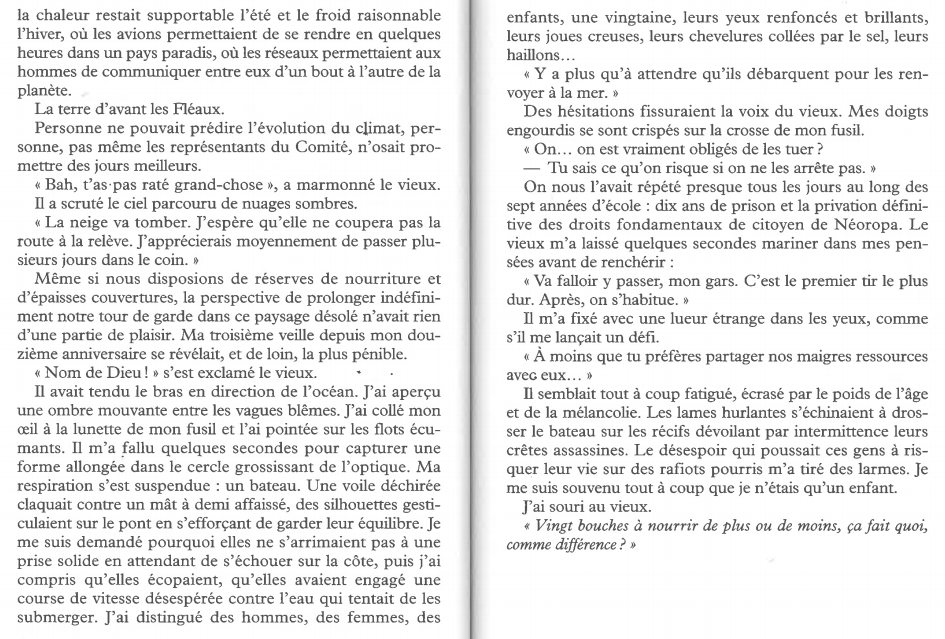 la chaleur restait supportable l'été et le froid raisonnable
l'hiver, où les avions permettaient de se rendre en quelques
heures dans un pays paradis, où les réseaux permettaient aux
hommes de communiquer entre eux d'un bout à l'autre de la
planète.
La terre d'avant les Fléaux.
Personne ne pouvait prédire l'évolution du climat, per-
sonne, pas même les représentants du Comité, n'osait pro-
mettre des jours meilleurs.
« Bah, t'as pas raté grand-chose », a marmonné le vieux.
Il a scruté le ciel parcouru de nuages sombres.
« La neige va tomber. J'espère qu'elle ne coupera pas la
route à la relève. J'apprécierais moyennement de passer plu-
sieurs jours dans le coin. »
Même si nous disposions de réserves de nourriture et
d'épaisses couvertures, la perspective de prolonger indéfini-
ment notre tour de garde dans ce paysage désolé n'avait rien
d'une partie de plaisir. Ma troisième veille depuis mon dou-
zième anniversaire se révélait, et de loin, la plus pénible.
« Nom de Dieu ! » s'est exclamé le vieux.
Il avait tendu le bras en direction de l'océan. J'ai aperçu
une ombre mouvante entre les vagues blêmes. J'ai collé mon
œil à la lunette de mon fusil et l'ai pointée sur les flots écu-
mants. Il m'a fallu quelques secondes pour capturer une
forme allongée dans le cercle grossissant de l'optique. Ma
respiration s'est suspendue : un bateau. Une voile déchirée
claquait contre un mât à demi affaissé, des silhouettes gesti-
culaient sur le pont en s'efforçant de garder leur équilibre. Je
me suis demandé pourquoi elles ne s'arrimaient pas à une
prise solide en attendant de s'échouer sur la côte, puis j'ai
compris qu'elles écopaient, qu'elles avaient engagé une
course de vitesse désespérée contre l'eau qui tentait de les
submerger. J'ai distingué des hommes, des femmes, des
enfants, une vingtaine, leurs yeux renfoncés et brillants,
leurs joues creuses, leurs chevelures collées par le sel, leurs
haillons…
« Y a plus qu'à attendre qu'ils débarquent pour les ren-
voyer à la mer. »
Des hésitations fissuraient la voix du vieux. Mes doigts
engourdis se sont crispés sur la crosse de mon fusil.
« On… on est vraiment obligés de les tuer ?
— Tu sais ce qu'on risque si on ne les arrête pas. »
On nous l'avait répété presque tous les jours au long des
sept années d'école : dix ans de prison et la privation défini-
tive des droits fondamentaux de citoyen de Néoropa. Le
vieux m'a laissé quelques secondes mariner dans mes pen-
sées avant de renchérir :
« Va falloir y passer, mon gars. C'est le premier tir le plus
dur. Après, on s'habitue. »
Il m'a fixé avec une lueur étrange dans les yeux, comme
s'il me lançait un défi.
« À moins que tu préfères partager nos maigres ressources
avec eux… »
Il semblait tout à coup fatigué, écrasé par le poids de l'âge
et de la mélancolie. Les lames hurlantes s'échinaient à dros-
ser le bateau sur les récifs dévoilant par intermittence leurs
crêtes assassines. Le désespoir qui poussait ces gens à ris-
quer leur vie sur des rafiots pourris m'a tiré des larmes. Je
me suis souvenu tout à coup que je n'étais qu'un enfant.
J'ai souri au vieux.
« Vingt bouches à nourrir de plus ou de moins, ça fait quoi,
comme différence ? »